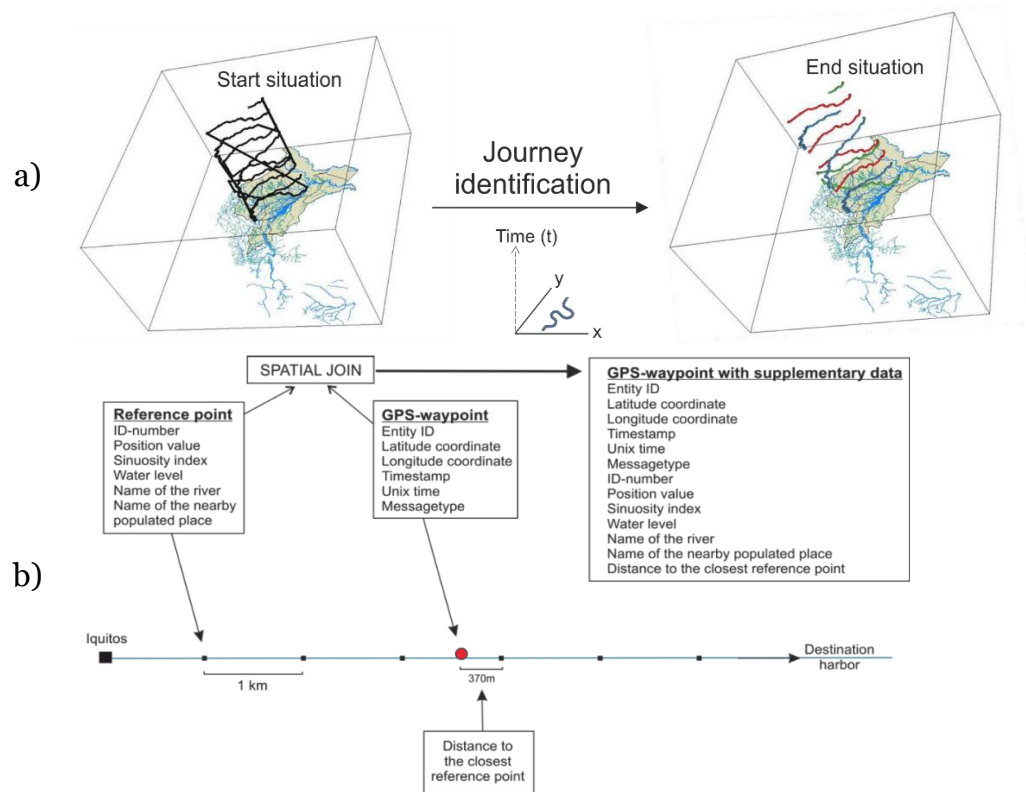 a)
Start situation
Journey
identification
Time (t)
y
x
End situation
b)
SPATIAL JOIN
Reference point
ID-number
Position value
Sinuosity index
Water level
Name of the river
Name of the nearby
populated place
GPS-waypoint
Entity ID
Latitude coordinate
Longitude coordinate
Timestamp
Unix time
Messagetype
GPS-waypoint with supplementary data
Entity ID
Latitude coordinate
Longitude coordinate
Timestamp
Unix time
Messagetype
ID-number
Position value
Sinuosity index
Water level
Name of the river
Name of the nearby populated place
Distance to the closest reference point
Iquitos
1 km
370m
Destination
harbor
Distance to
the closest
reference point